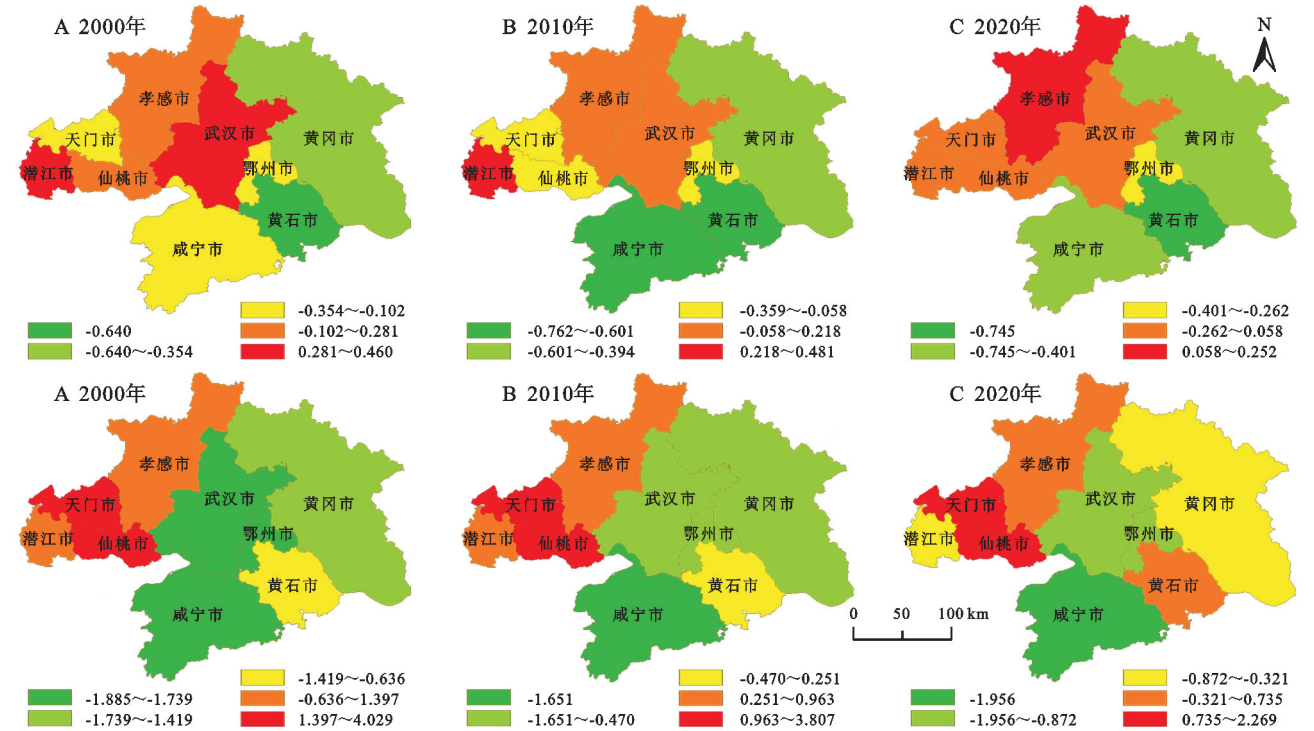 A 2000年
孝感市
武汉市
黄冈市
天门市
潜江市
仙桃市
鄂州市
黄石市
咸宁市
-0.640
-0.640～-0.354
-0.354～-0.102
-0.102～0.281
0.281～0.460
B 2010年
孝感市
武汉市
黄冈市
天门市
潜江市
仙桃市
鄂州市
黄石市
咸宁市
-0.762～-0.601
-0.601～-0.394
-0.359～-0.058
-0.058～0.218
0.218～0.481
C 2020年
N
孝感市
武汉市
黄冈市
天门市
潜江市
仙桃市
鄂州市
黄石市
咸宁市
-0.745
-0.745～-0.401
-0.401～-0.262
-0.262～0.058
0.058～0.252
A 2000年
孝感市
武汉市
黄冈市
天门市
潜江市
仙桃市
鄂州市
黄石市
咸宁市
-1.885～-1.739
-1.739～-1.419
-1.419～-0.636
-0.636～1.397
1.397～4.029
B 2010年
孝感市
武汉市
黄冈市
天门市
潜江市
仙桃市
鄂州市
黄石市
咸宁市
-1.651
-1.651～-0.470
-0.470～0.251
0.251～0.963
0.963～3.807
0 50 100 km
C 2020年
孝感市
武汉市
黄冈市
天门市
潜江市
仙桃市
鄂州市
黄石市
咸宁市
-1.956
-1.956～-0.872
-0.872～-0.321
-0.321～0.735
0.735～2.269